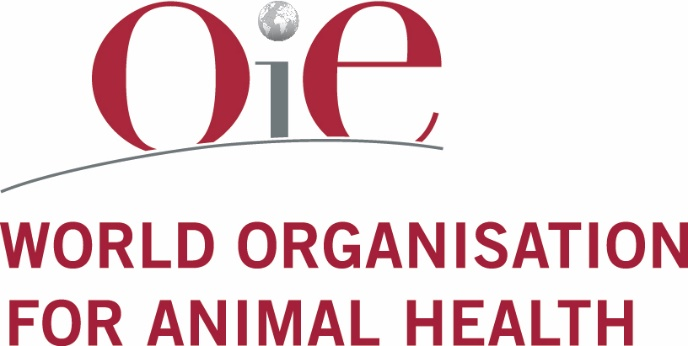 OiE
WORLD ORGANISATION
FOR ANIMAL HEALTH